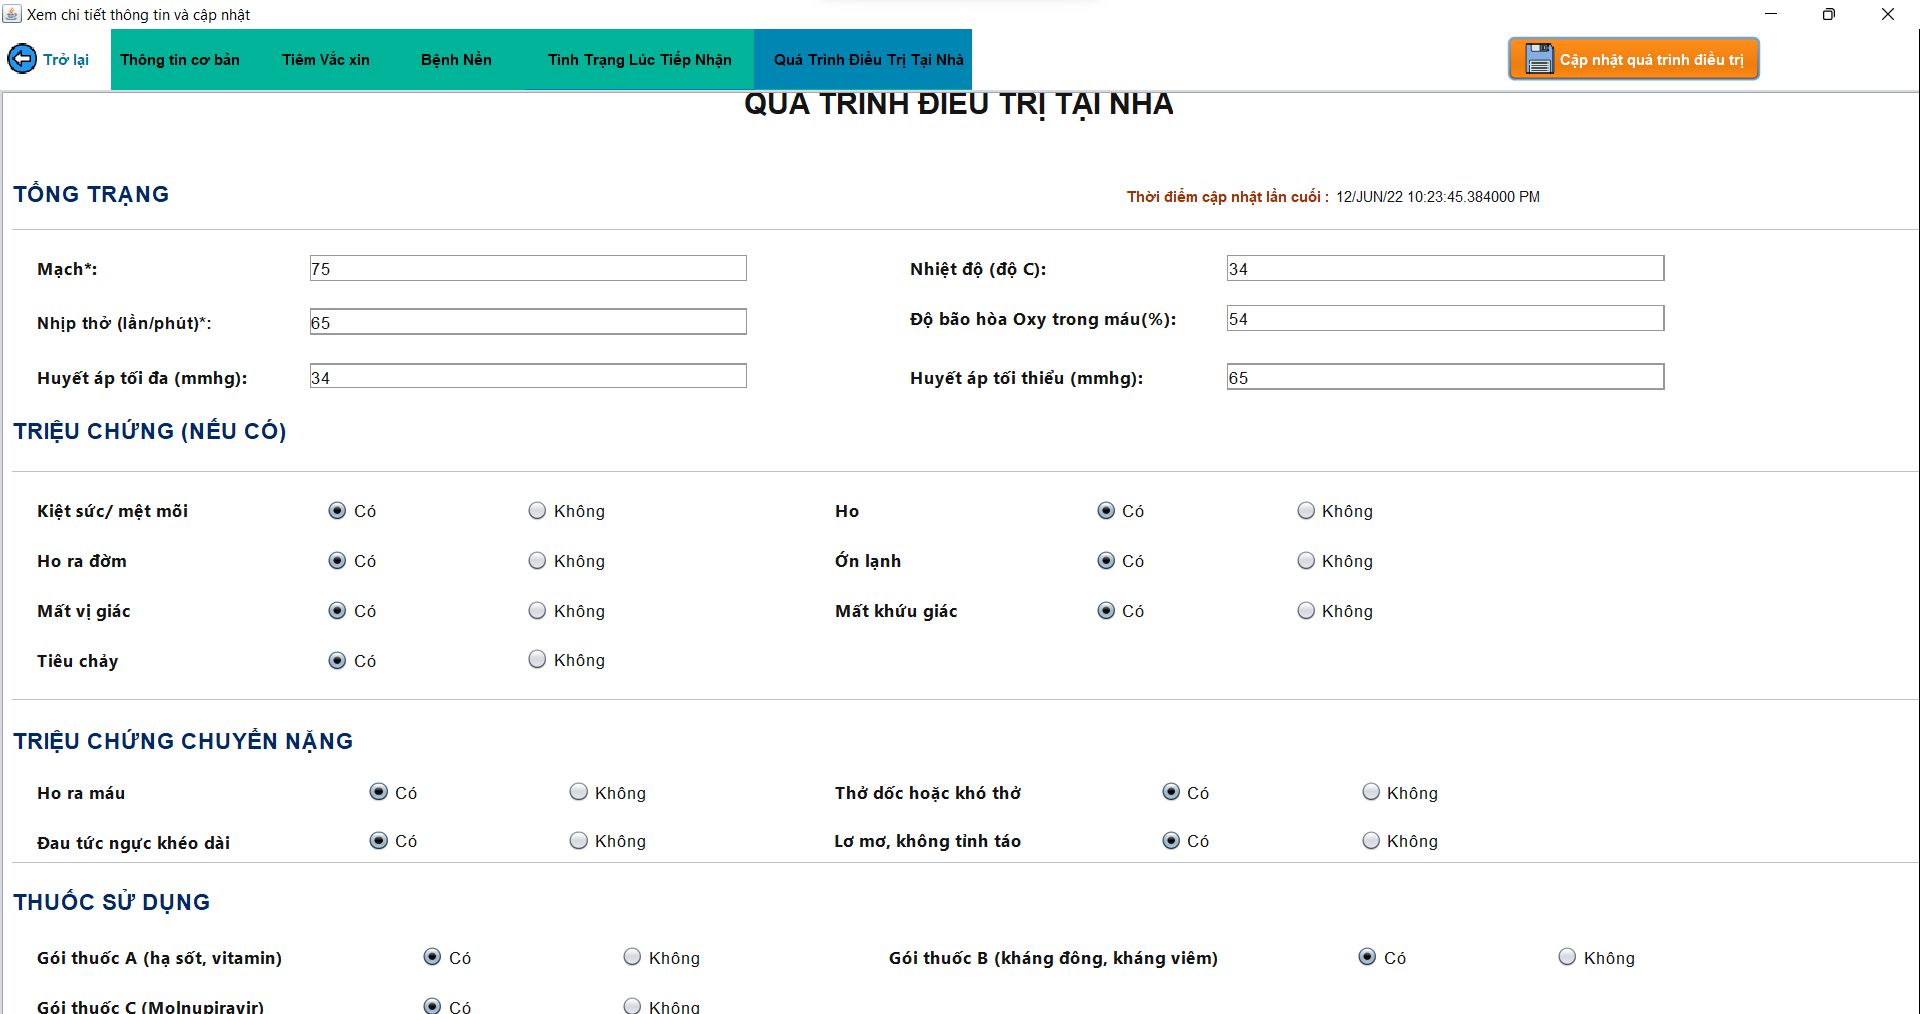 Xem chi tiết thông tin và cập nhật
Trở lại
Thông tin cơ bản
Tiêm Vắc xin
Bệnh Nền
Tình Trạng Lúc Tiếp Nhận
Quá Trình Điều Trị Tại Nhà
Cập nhật quá trình điều trị
QUÁ TRÌNH ĐIỀU TRỊ TẠI NHÀ
TỔNG TRẠNG
Thời điểm cập nhật lần cuối : 12/JUN/22 10:23:45.384000 PM
Mạch*: 75
Nhiệt độ (độ C): 34
Nhịp thở (lần/phút)*: 65
Độ bão hòa Oxy trong máu(%): 54
Huyết áp tối đa (mmhg): 34
Huyết áp tối thiểu (mmhg): 65
TRIỆU CHỨNG (NẾU CÓ)
Kiệt sức/ mệt mõi Có Không
Ho Có Không
Ho ra đờm Có Không
Ớn lạnh Có Không
Mất vị giác Có Không
Mất khứu giác Có Không
Tiêu chảy Có Không
TRIỆU CHỨNG CHUYỂN NẶNG
Ho ra máu Có Không
Thở dốc hoặc khó thở Có Không
Đau tức ngực khéo dài Có Không
Lơ mơ, không tỉnh táo Có Không
THUỐC SỬ DỤNG
Gói thuốc A (hạ sốt, vitamin) Có Không
Gói thuốc B (kháng đông, kháng viêm) Có Không
Gói thuốc C (Molnupiravir) Có Không